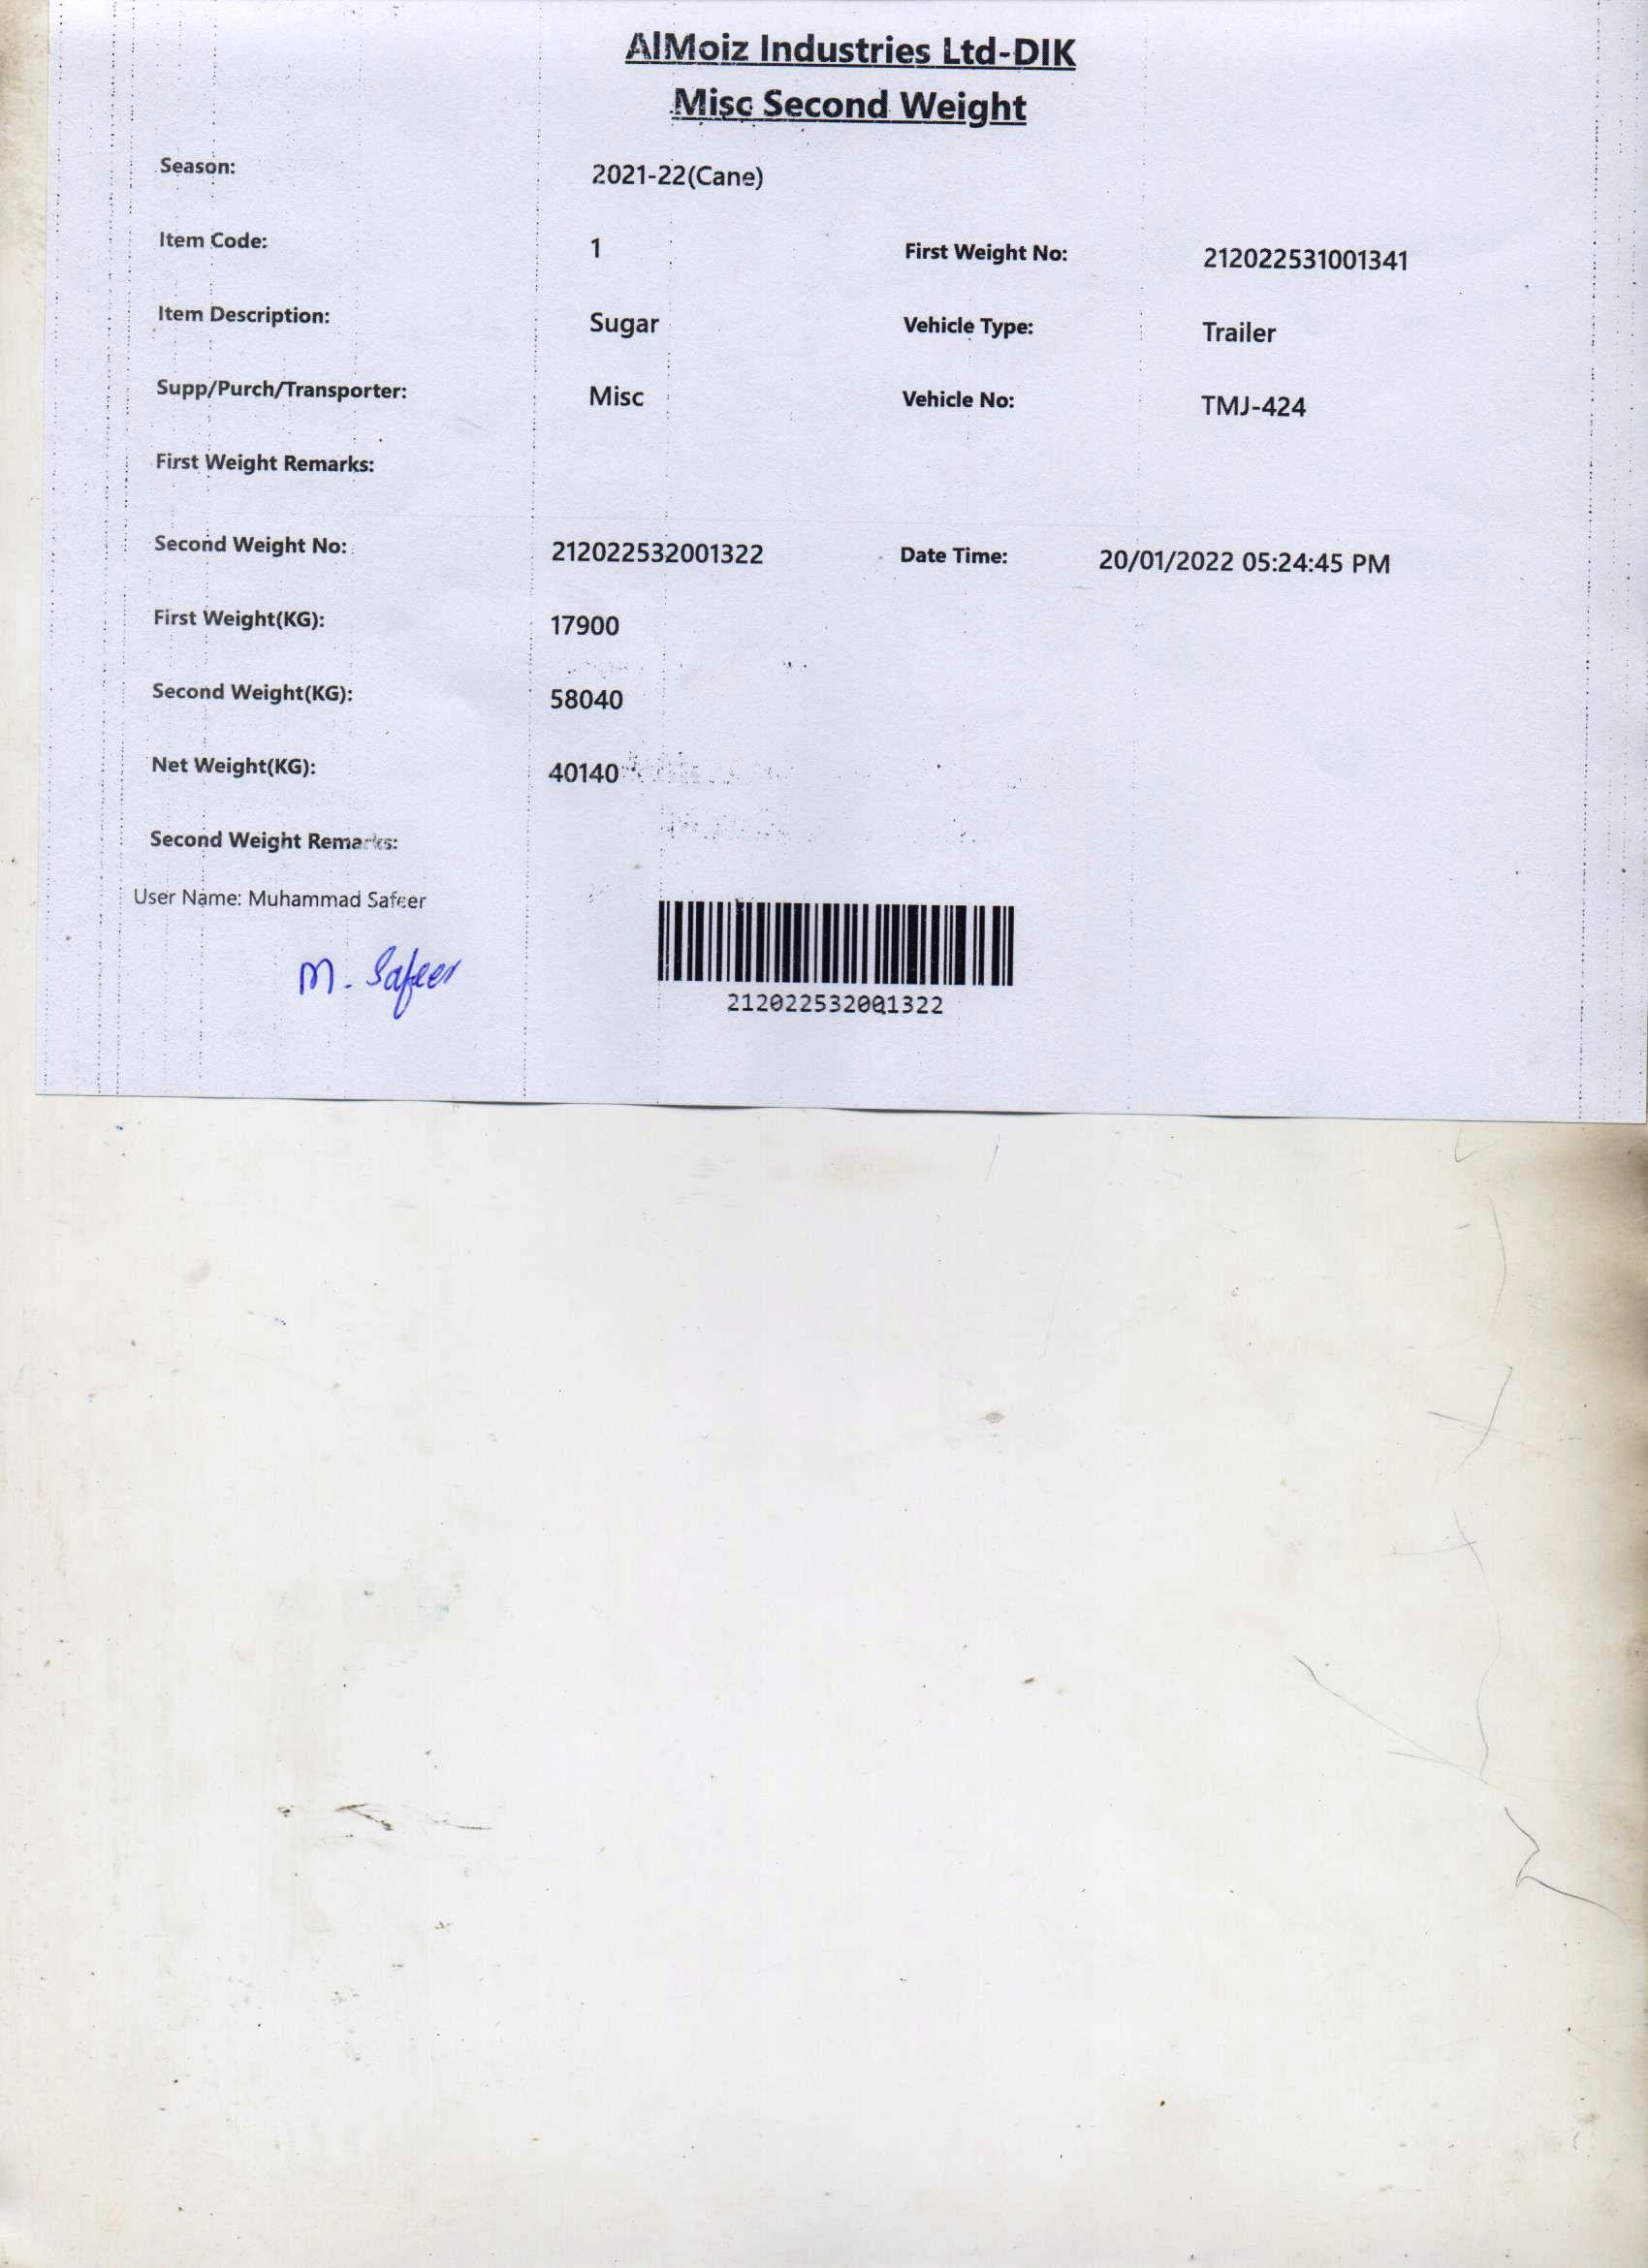 AlMoiz Industries Ltd-DIK
Misc Second Weight
Season: 2021-22(Cane)
Item Code: 1 First Weight No: 212022531001341
Item Description: Sugar Vehicle Type: Trailer
Supp/Purch/Transporter: Misc Vehicle No: TMJ-424
First Weight Remarks:
Second Weight No: 212022532001322 Date Time: 20/01/2022 05:24:45 PM
First Weight(KG): 17900
Second Weight(KG): 58040
Net Weight(KG): 40140
Second Weight Remarks:
User Name: Muhammad Safeer
M. Safeer
212022532001322